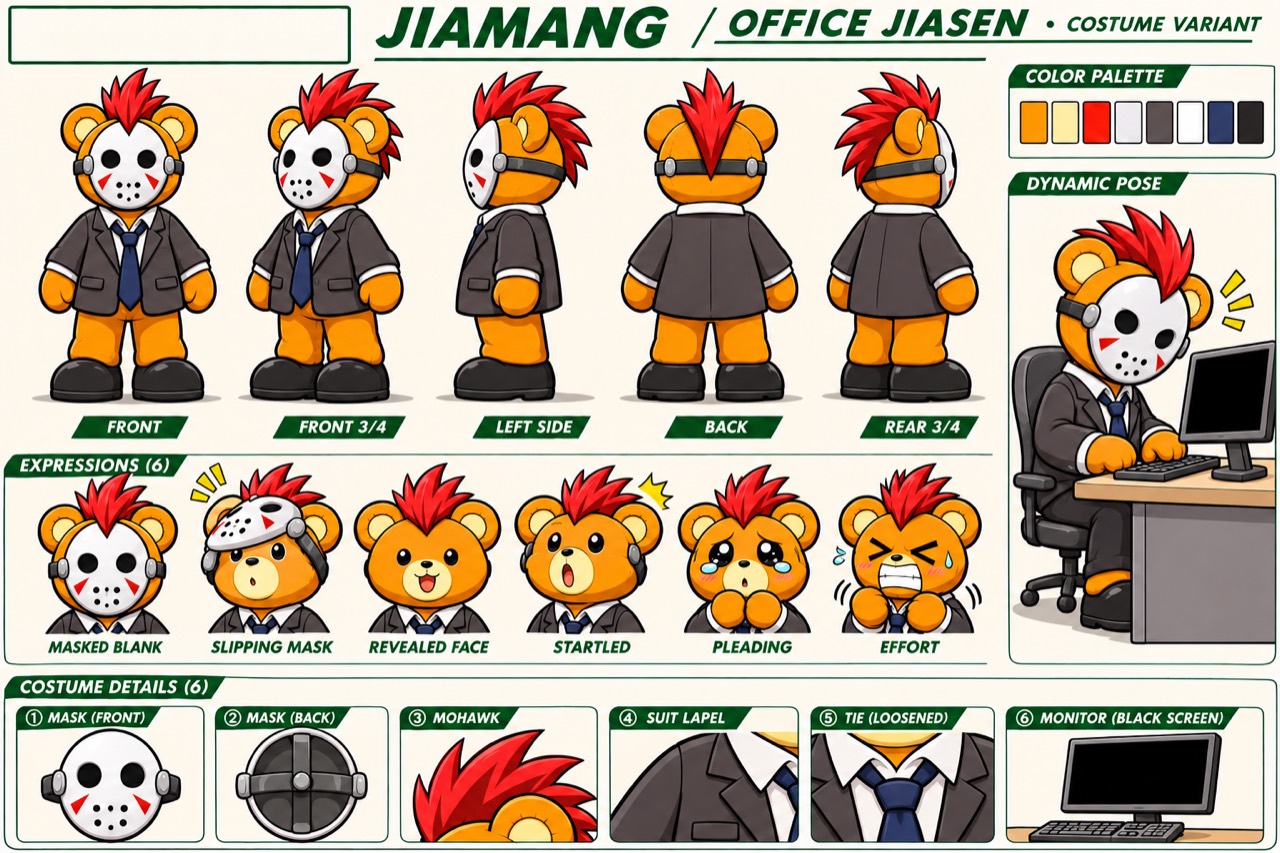 JIAMANG / OFFICE JIASEN • COSTUME VARIANT
COLOR PALETTE
DYNAMIC POSE
FRONT
FRONT 3/4
LEFT SIDE
BACK
REAR 3/4
EXPRESSIONS (6)
MASKED BLANK
SLIPPING MASK
REVEALED FACE
STARTLED
PLEADING
EFFORT
COSTUME DETAILS (6)
① MASK (FRONT)
② MASK (BACK)
③ MOHAWK
④ SUIT LAPEL
⑤ TIE (LOOSENED)
⑥ MONITOR (BLACK SCREEN)